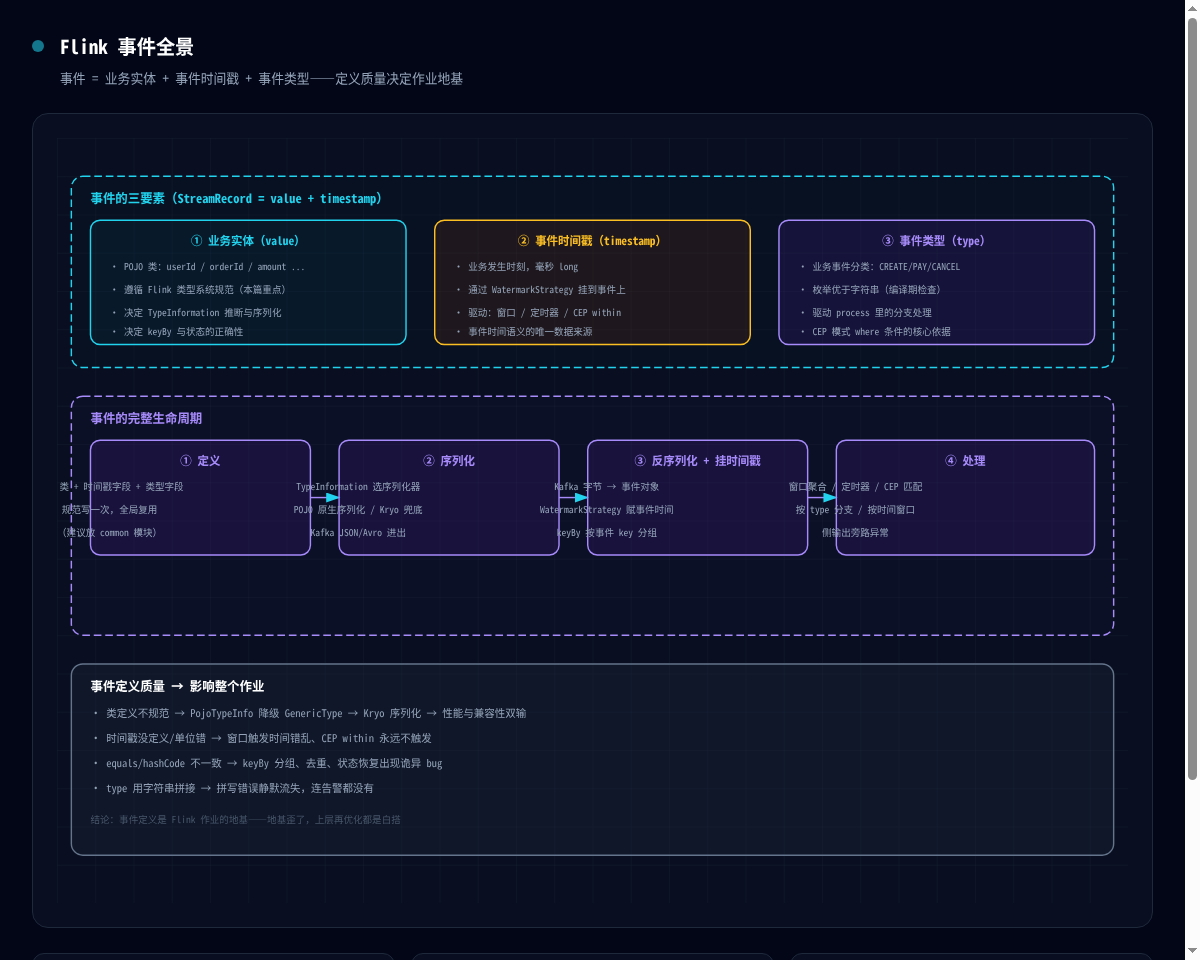 Flink 事件全景
事件 = 业务实体 + 事件时间戳 + 事件类型——定义质量决定作业地基
事件的三要素（StreamRecord = value + timestamp）
① 业务实体（value）
• POJO 类：userId / orderId / amount ...
• 遵循 Flink 类型系统规范（本篇重点）
• 决定 TypeInformation 推断与序列化
• 决定 keyBy 与状态的正确性
② 事件时间戳（timestamp）
• 业务发生时刻，毫秒 long
• 通过 WatermarkStrategy 挂到事件上
• 驱动：窗口 / 定时器 / CEP within
• 事件时间语义的唯一数据来源
③ 事件类型（type）
• 业务事件分类：CREATE/PAY/CANCEL
• 枚举优于字符串（编译期检查）
• 驱动 process 里的分支处理
• CEP 模式 where 条件的核心依据
事件的完整生命周期
① 定义
类 + 时间戳字段 + 类型字段
规范写一次，全局复用
（建议放 common 模块）
② 序列化
TypeInformation 选序列化器
POJO 原生序列化 / Kryo 兜底
Kafka JSON/Avro 进出
③ 反序列化 + 挂时间戳
Kafka 字节 → 事件对象
WatermarkStrategy 赋事件时间
keyBy 按事件 key 分组
④ 处理
窗口聚合 / 定时器 / CEP 匹配
按 type 分支 / 按时间窗口
侧输出旁路异常
事件定义质量 → 影响整个作业
• 类定义不规范 → PojoTypeInfo 降级 GenericType → Kryo 序列化 → 性能与兼容性双输
• 时间戳没定义/单位错 → 窗口触发时间错乱、CEP within 永远不触发
• equals/hashCode 不一致 → keyBy 分组、去重、状态恢复出现诡异 bug
• type 用字符串拼接 → 拼写错误静默流失，连告警都没有
结论：事件定义是 Flink 作业的地基——地基歪了，上层再优化都是白搭